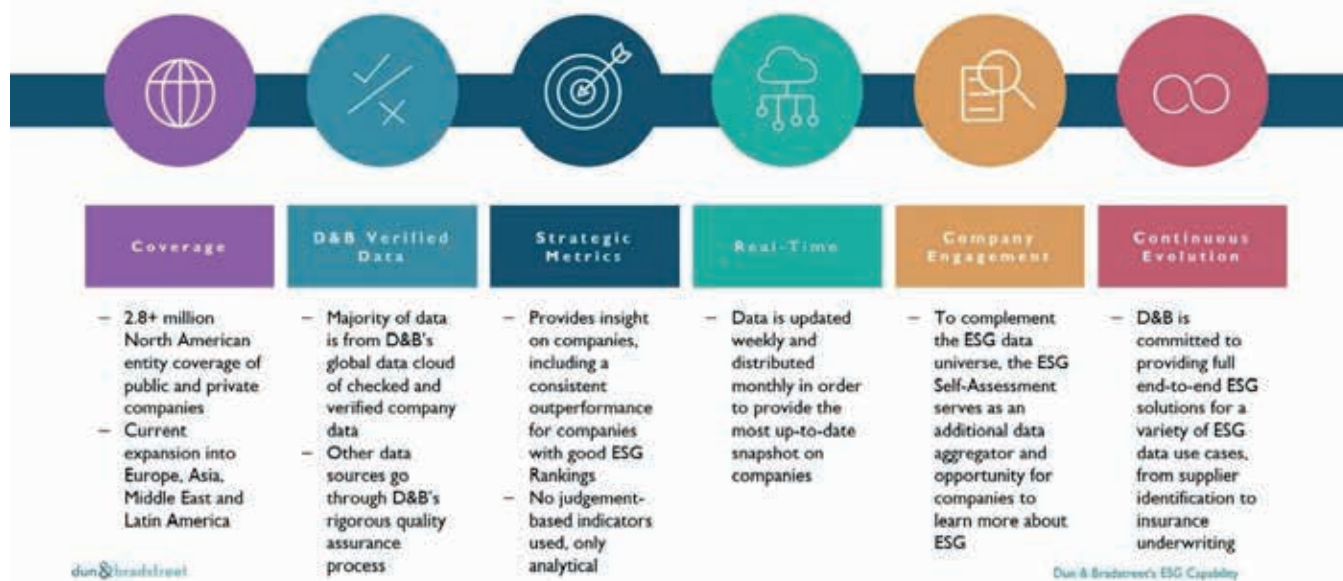 Coverage
D&B Verified
Data
Strategic
Metrics
Real-Time
Company
Engagement
Continuous
Evolution
– 2.8+ million
North American
entity coverage of
public and private
companies
– Current
expansion into
Europe, Asia,
Middle East and
Latin America
– Majority of data
is from D&B's
global data cloud
of checked and
verified company
data
– Other data
sources go
through D&B's
rigorous quality
assurance
process
– Provides insight
on companies,
including a
consistent
outperformance
for companies
with good ESG
Rankings
– No judgement-
based indicators
used, only
analytical
– Data is updated
weekly and
distributed
monthly in order
to provide the
most up-to-date
snapshot on
companies
– To complement
the ESG data
universe, the ESG
Self-Assessment
serves as an
additional data
aggregator and
opportunity for
companies to
learn more about
ESG
– D&B is
committed to
providing full
end-to-end ESG
solutions for a
variety of ESG
data use cases,
from supplier
identification to
insurance
underwriting
dun&bradstreet
Dun & Bradstreet's ESG Capability